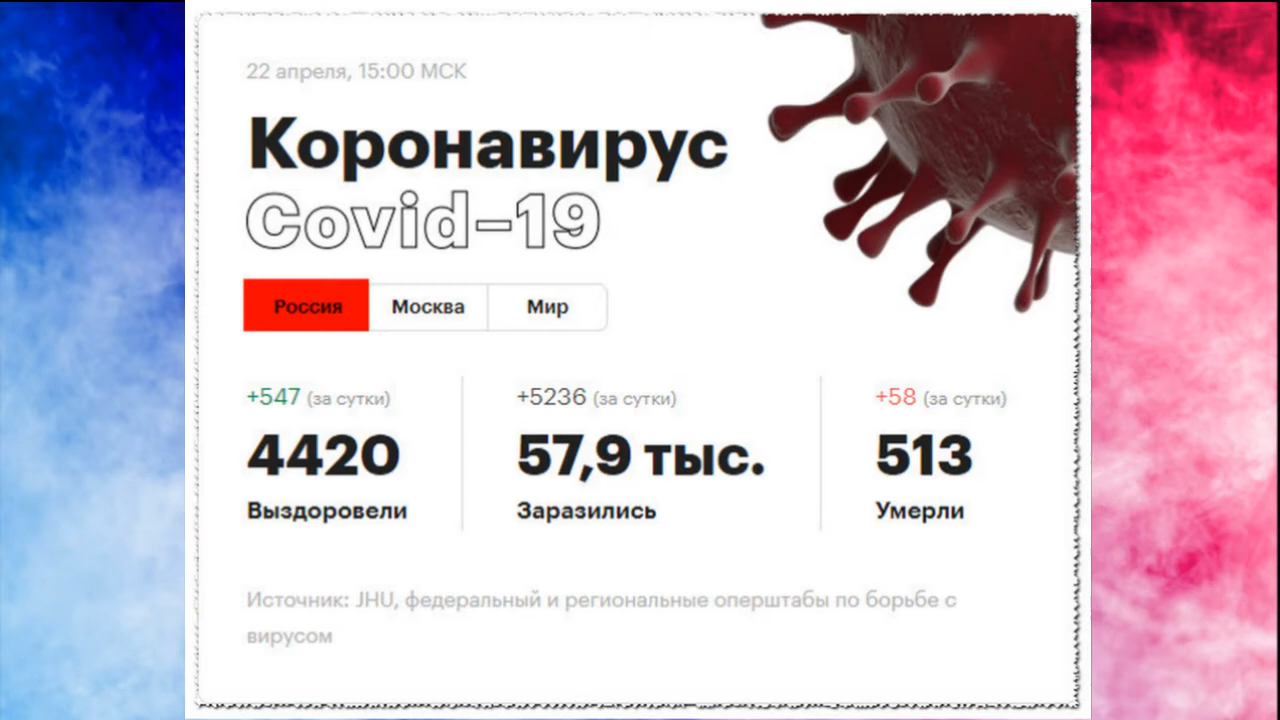 22 апреля, 15:00 МСК
Коронавирус
Covid-19
Россия Москва Мир
+547 (за сутки) +5236 (за сутки) +58 (за сутки)
4420 57,9 тыс. 513
Выздоровели Заразились Умерли
Источник: JHU, федеральный и региональные оперштабы по борьбе с
вирусом